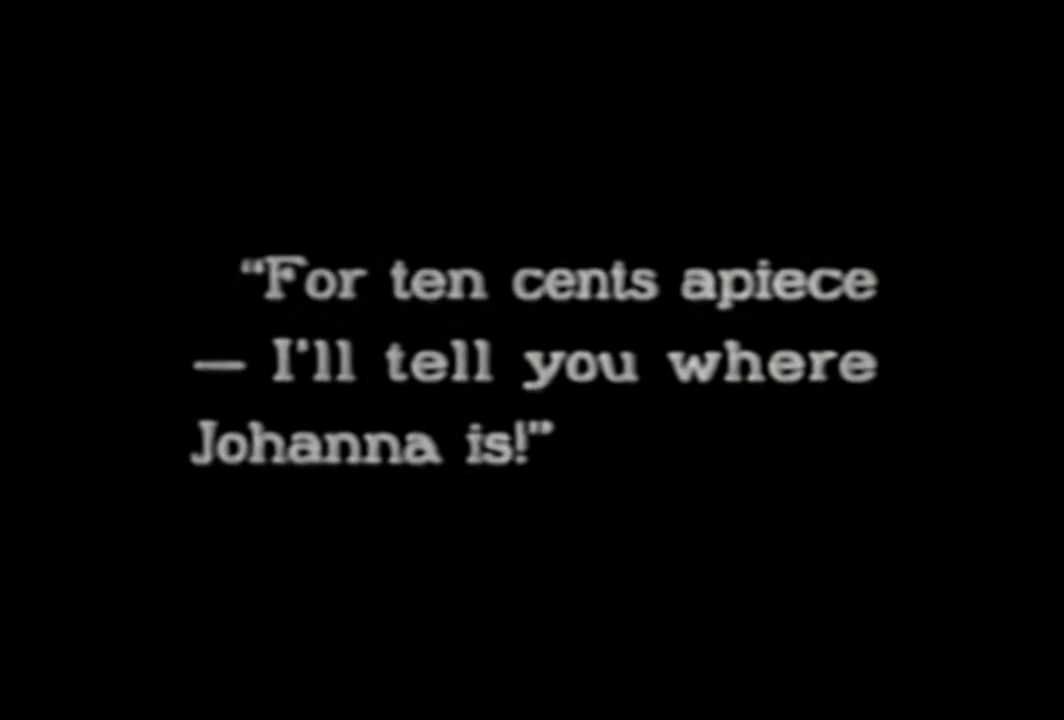 “For ten cents apiece
— I'll tell you where
Johanna is!”